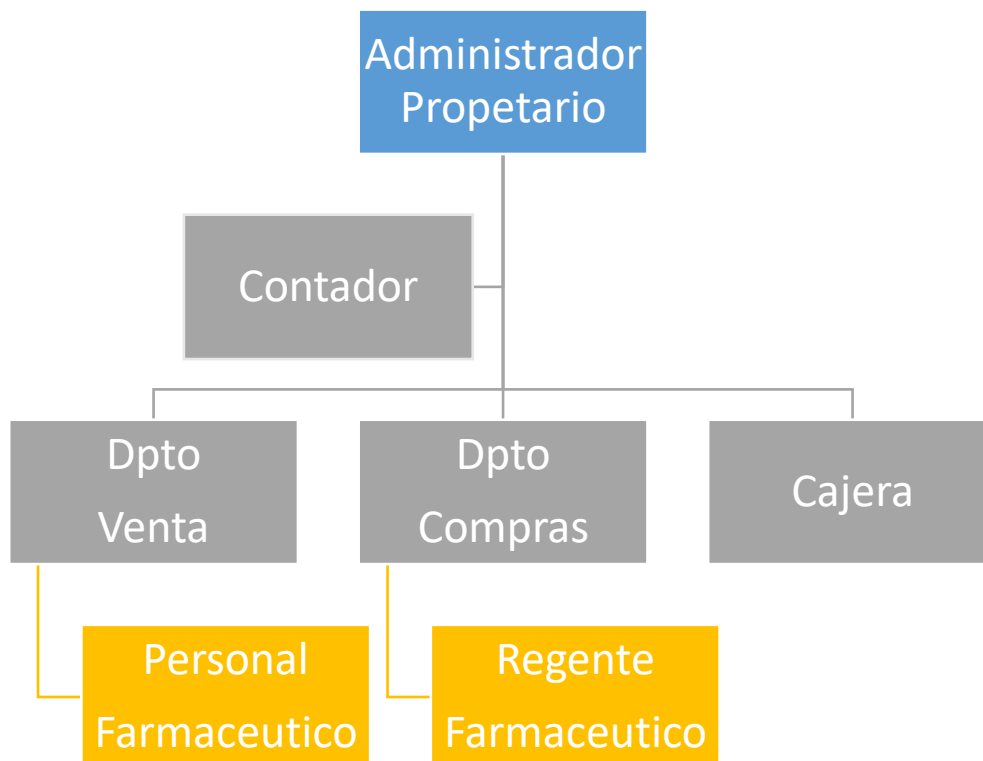 Administrador
Propetario
Contador
Dpto
Venta
Dpto
Compras
Cajera
Personal
Farmaceutico
Regente
Farmaceutico